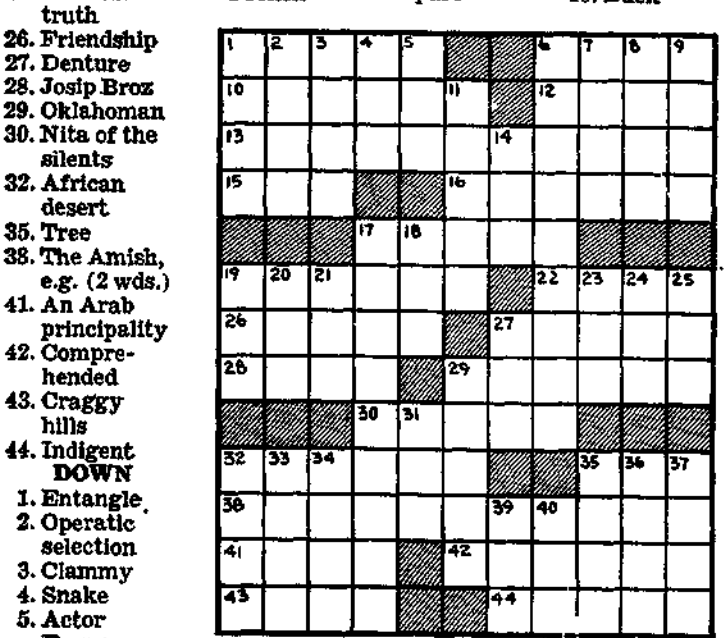 truth
26. Friendship
27. Denture
28. Josip Broz
29. Oklahoman
30. Nita of the
silents
32. African
desert
35. Tree
38. The Amish,
e.g. (2 wds.)
41. An Arab
principality
42. Compre-
hended
43. Craggy
hills
44. Indigent
DOWN
1. Entangle
2. Operatic
selection
3. Clammy
4. Snake
5. Actor
1 2 3 4 5 6 7 8 9
10 11 12
13 14
15 16
17 18
19 20 21 22 23 24 25
26 27
28 29
30 31
32 33 34 35 36 37
38 39 40
41 42
43 44